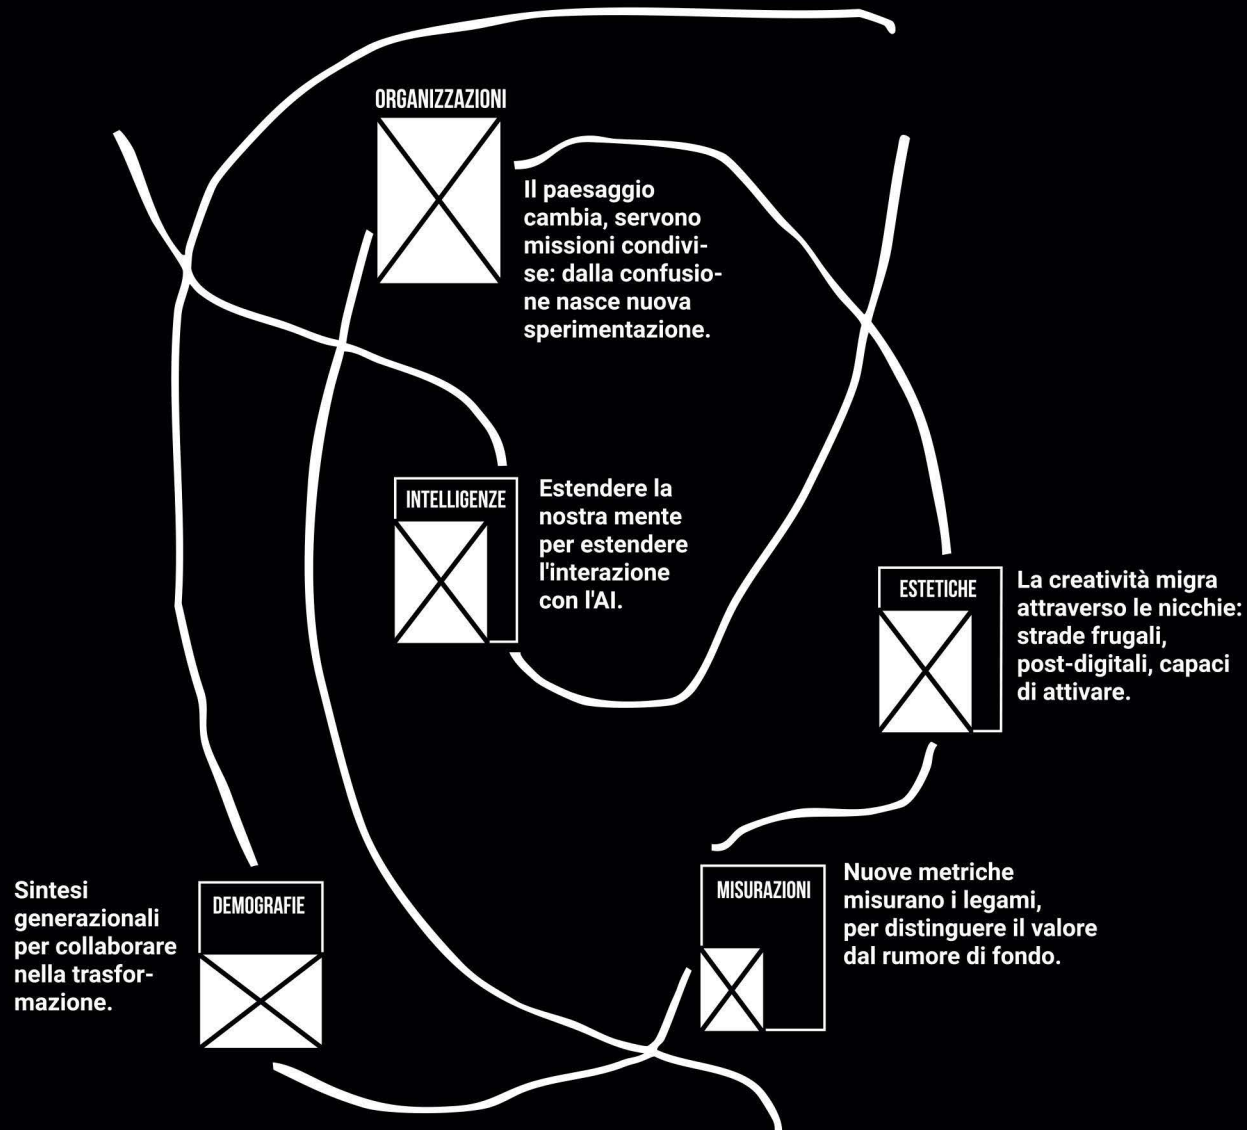 ORGANIZZAZIONI
Il paesaggio
cambia, servono
missioni condivi-
se: dalla confusio-
ne nasce nuova
sperimentazione.
INTELLIGENZE
Estendere la
nostra mente
per estendere
l'interazione
con l'AI.
ESTETICHE
La creatività migra
attraverso le nicchie:
strade frugali,
post-digitali, capaci
di attivare.
DEMOGRAFIE
Sintesi
generazionali
per collaborare
nella trasfor-
mazione.
MISURAZIONI
Nuove metriche
misurano i legami,
per distinguere il valore
dal rumore di fondo.